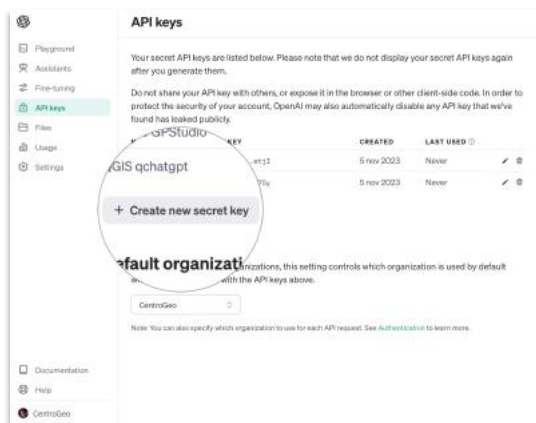 API keys
Playground
Assistants
Fine-tuning
API keys
Files
Usage
Settings
Your secret API keys are listed below. Please note that we do not display your secret API keys again
after you generate them.
Do not share your API key with others, or expose it in the browser or other client-side code. In order to
protect the security of your account, OpenAI may also automatically disable any API key that we've
found has leaked publicly.
GPStudio
KEY CREATED LAST USED
GIS qchatgpt
5 nov 2023 Never
5 nov 2023 Never
+ Create new secret key
efault organizati
anizations, this setting controls which organization is used by default
with the API keys above.
CentroGeo
Note: You can also specify which organization to use for each API request. See Authentication to learn more.
Documentation
Help
CentroGeo